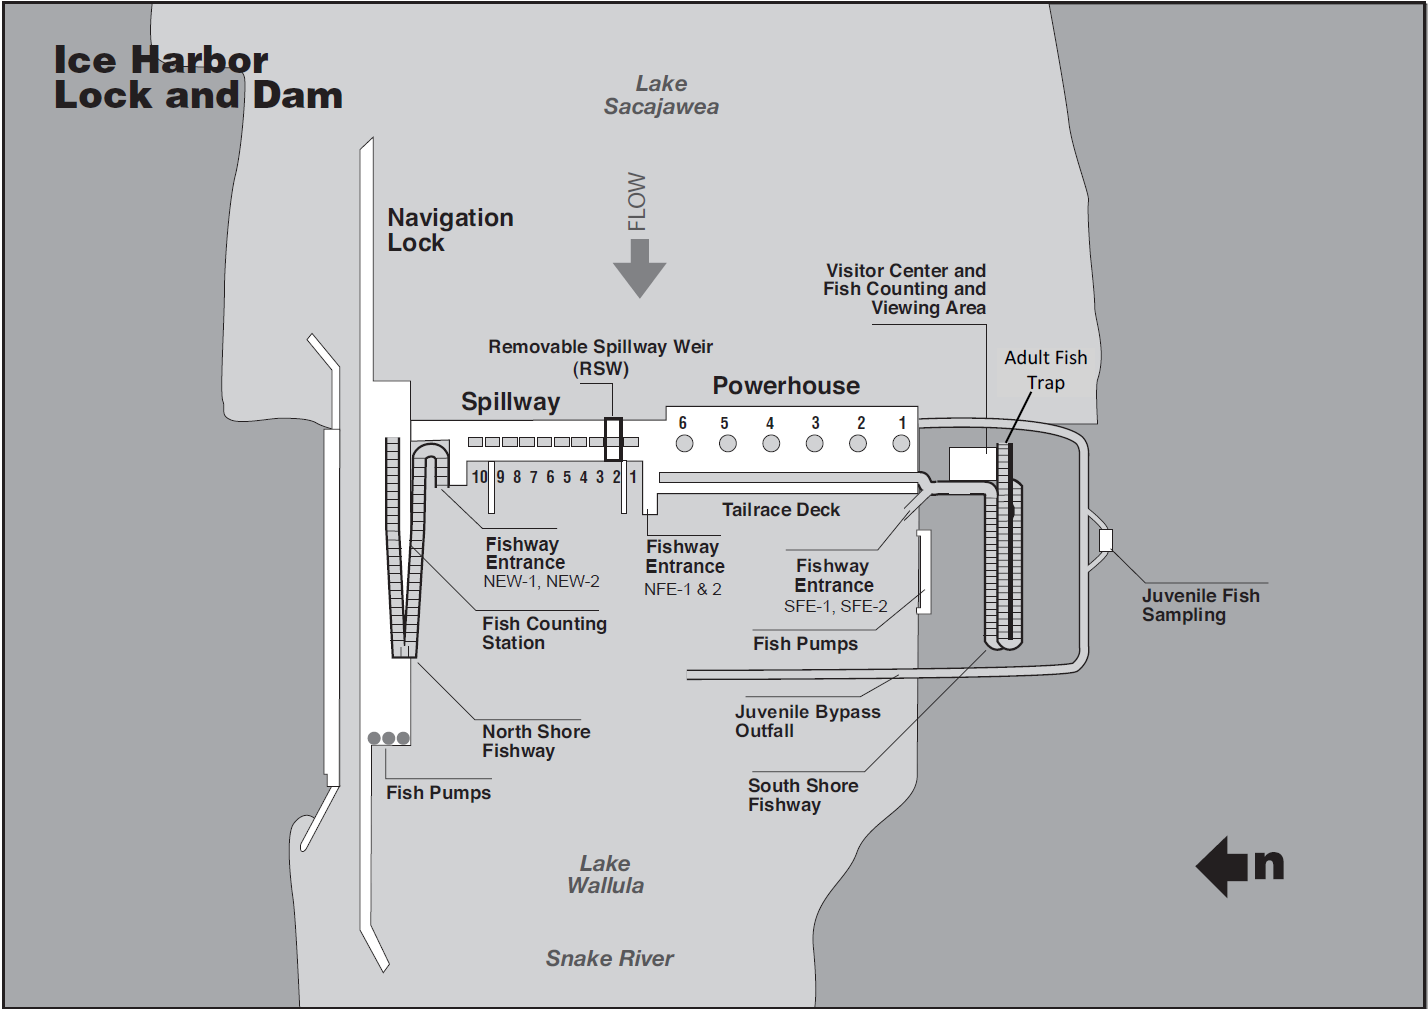 Ice Harbor
Lock and Dam
Lake
Sacajawea
FLOW
Navigation
Lock
Visitor Center and
Fish Counting and
Viewing Area
Removable Spillway Weir
(RSW)
Adult Fish
Trap
Spillway
Powerhouse
6 5 4 3 2 1
10 9 8 7 6 5 4 3 2 1
Tailrace Deck
Fishway
Entrance
NEW-1, NEW-2
Fishway
Entrance
NFE-1 & 2
Fishway
Entrance
SFE-1, SFE-2
Juvenile Fish
Sampling
Fish Counting
Station
Fish Pumps
North Shore
Fishway
Juvenile Bypass
Outfall
Fish Pumps
South Shore
Fishway
Lake
Wallula
n
Snake River